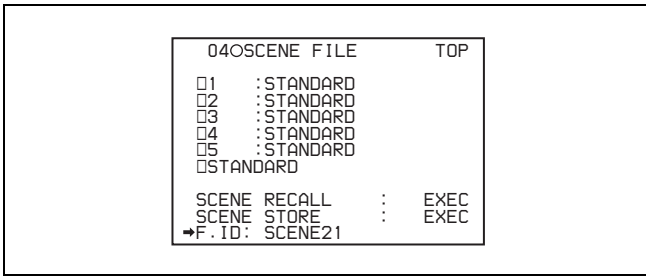 04○SCENE FILE TOP
□1 :STANDARD
□2 :STANDARD
□3 :STANDARD
□4 :STANDARD
□5 :STANDARD
□STANDARD
SCENE RECALL : EXEC
SCENE STORE : EXEC
➡F.ID: SCENE21